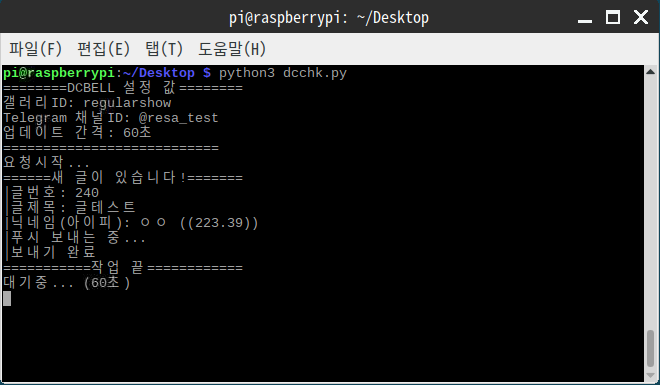 pi@raspberrypi: ~/Desktop
파일(F) 편집(E) 탭(T) 도움말(H)
pi@raspberrypi:~/Desktop $ python3 dcchk.py
========DCBELL 설정 값========
갤러리ID: regularshow
Telegram 채널ID: @resa_test
업데이트 간격: 60초
===========================
요청시작...
======새 글이 있습니다!=======
|글번호: 240
|글제목: 글테스트
|닉네임(아이피): ㅇㅇ ((223.39))
|푸시 보내는 중...
|보내기 완료
===========작업 끝============
대기중... (60초)